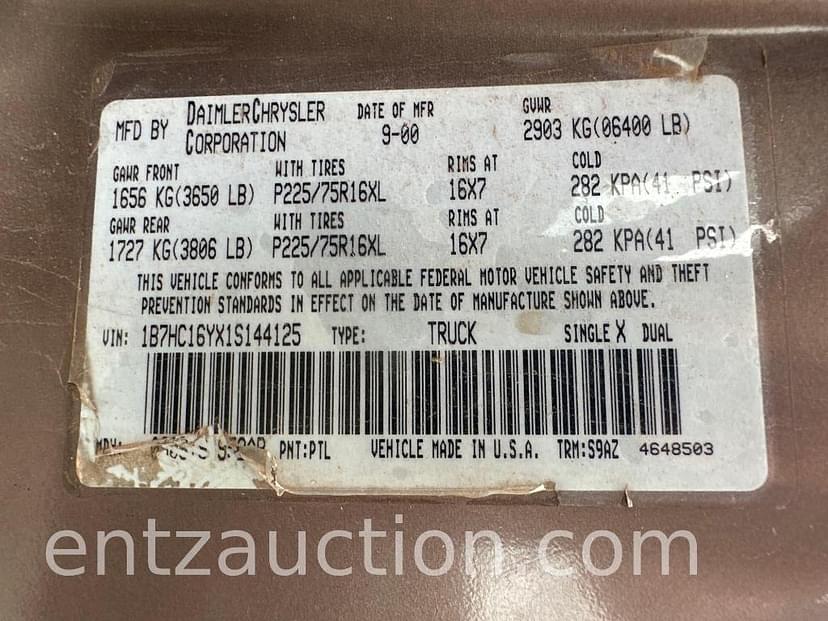 MFD BY DAIMLERCHRYSLER CORPORATION DATE OF MFR 9-00 GVWR 2903 KG(06400 LB)
GAWR FRONT WITH TIRES RIMS AT COLD
1656 KG(3650 LB) P225/75R16XL 16X7 282 KPA(41 PSI)
GAWR REAR WITH TIRES RIMS AT COLD
1727 KG(3806 LB) P225/75R16XL 16X7 282 KPA(41 PSI)
THIS VEHICLE CONFORMS TO ALL APPLICABLE FEDERAL MOTOR VEHICLE SAFETY AND THEFT
PREVENTION STANDARDS IN EFFECT ON THE DATE OF MANUFACTURE SHOWN ABOVE.
VIN: 1B7HC16YX1S144125 TYPE: TRUCK SINGLE X DUAL
PNT:PTL VEHICLE MADE IN U.S.A. TRM:S9AZ 4648503
entzauction.com